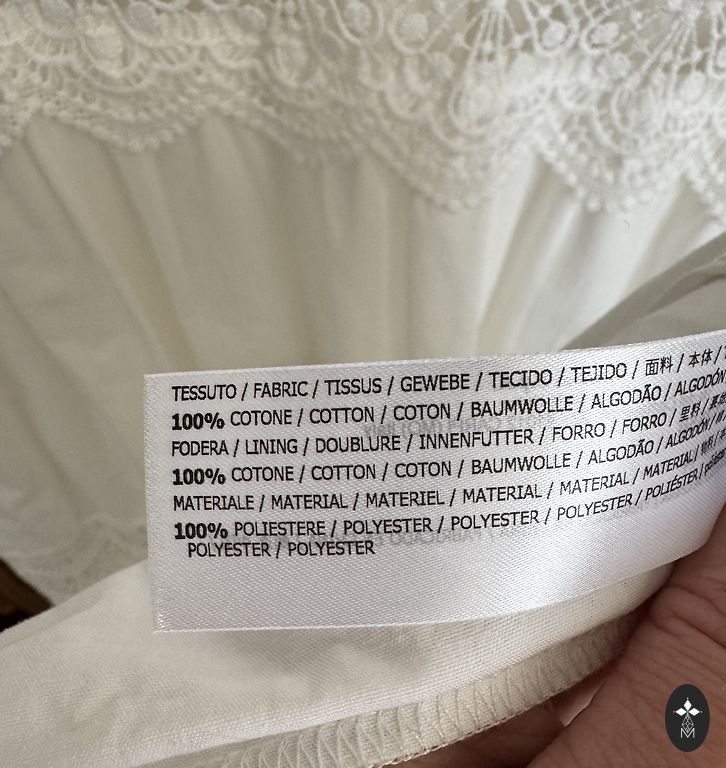 TESSUTO / FABRIC / TISSUS / GEWEBE / TECIDO / TEJIDO / 面料 / 本体 /
100% COTONE / COTTON / COTON / BAUMWOLLE / ALGODÃO / ALGODÓN
FODERA / LINING / DOUBLURE / INNENFUTTER / FORRO / FORRO / 里料 /
100% COTONE / COTTON / COTON / BAUMWOLLE / ALGODÃO / ALGODÓN /
MATERIALE / MATERIAL / MATERIEL / MATERIAL / MATERIAL / MATERIAL /
100% POLIESTERE / POLYESTER / POLYESTER / POLYESTER / POLIÉSTER /
POLYESTER / POLYESTER
M